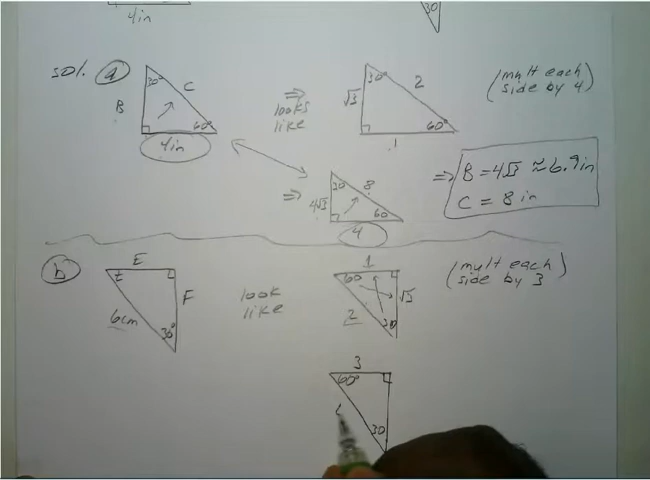 4in
30
sol. (a)
30°
C
B
60°
4in
⇒
looks
like
30°
2
√3
60°
1
(mult each
side by 4)
⇒
30
8
4√3
60
4
⇒
B = 4√3 ≈ 6.9in
C = 8 in
(b)
E
F
6cm
30°
look
like
1
60
√3
2
30
(mult each
side by 3)
3
60°
30